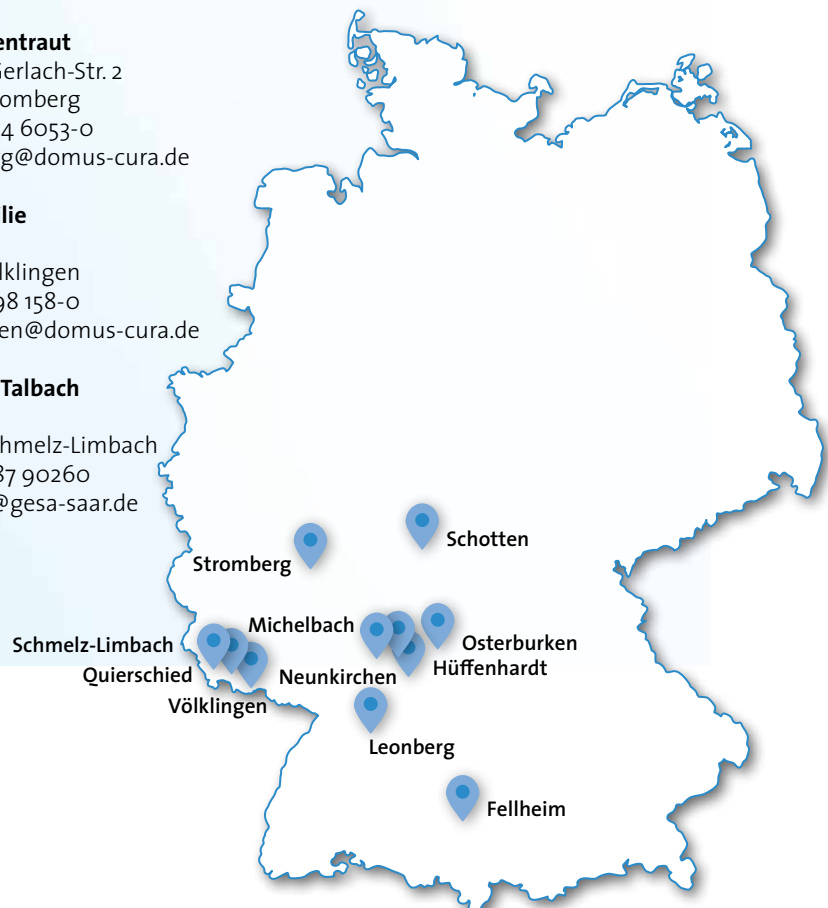 entraut
Gerlach-Str. 2
omberg
4 6053-0
g@domus-cura.de
ilie
lklingen
98 158-0
en@domus-cura.de
Talbach
hmelz-Limbach
87 90260
@gesa-saar.de
Schotten
Stromberg
Michelbach
Schmelz-Limbach
Osterburken
Quierschied
Neunkirchen
Hüffenhardt
Völklingen
Leonberg
Fellheim